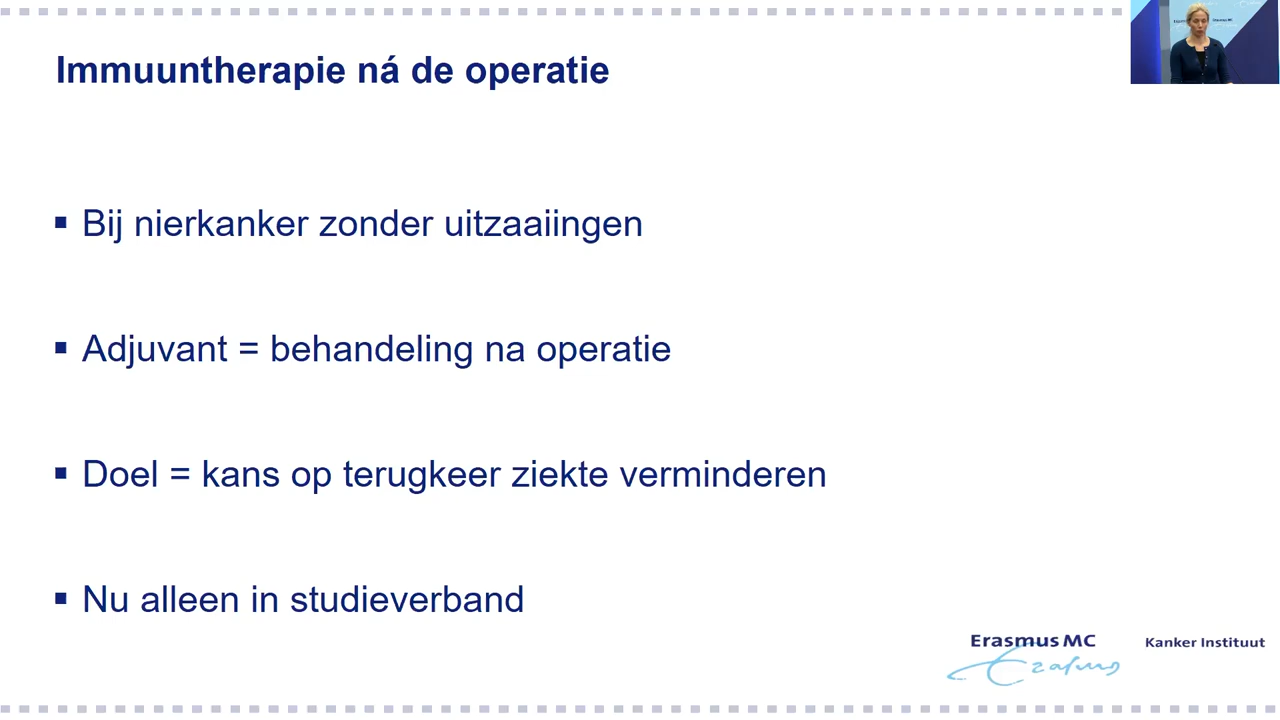 Immuuntherapie ná de operatie
Bij nierkanker zonder uitzaaiingen
Adjuvant = behandeling na operatie
Doel = kans op terugkeer ziekte verminderen
Nu alleen in studieverband
Erasmus MC
Kanker Instituut
Erasmus